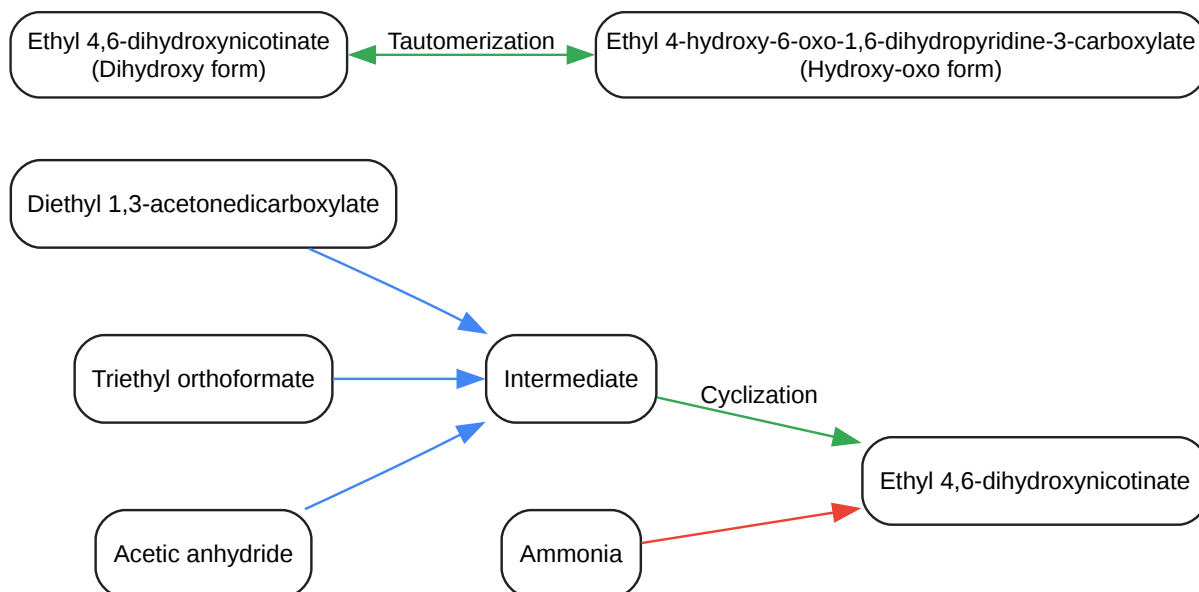 Ethyl 4,6-dihydroxynicotinate
(Dihydroxy form)
Tautomerization
Ethyl 4-hydroxy-6-oxo-1,6-dihydropyridine-3-carboxylate
(Hydroxy-oxo form)
Diethyl 1,3-acetonedicarboxylate
Triethyl orthoformate
Intermediate
Cyclization
Ethyl 4,6-dihydroxynicotinate
Acetic anhydride
Ammonia